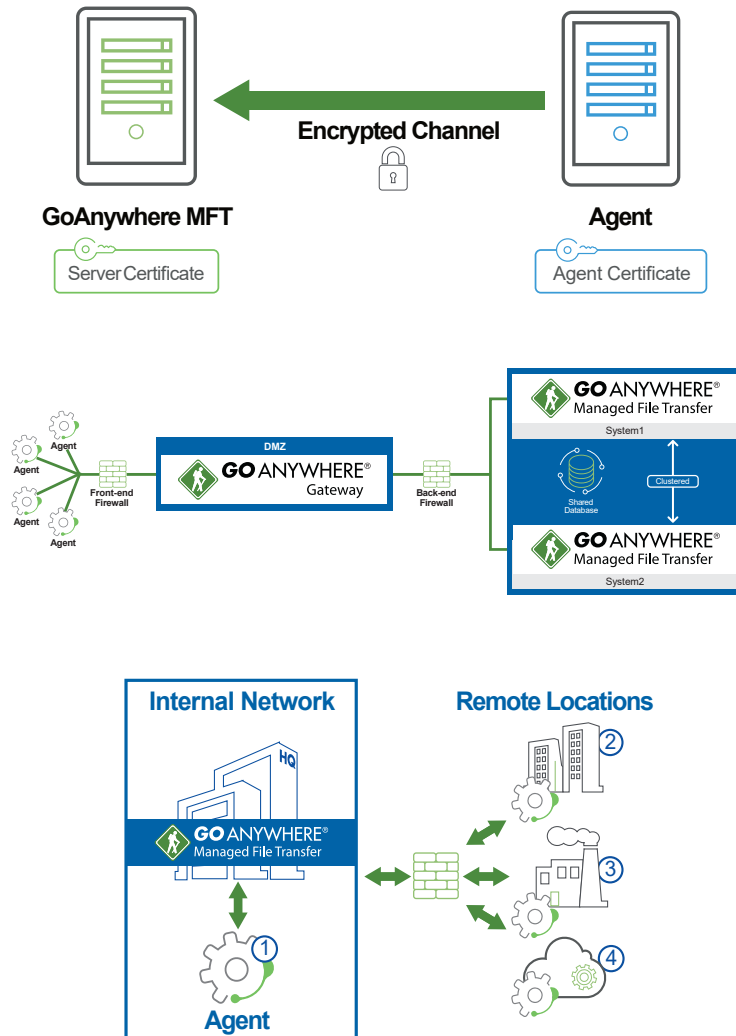 Encrypted Channel
GoAnywhere MFT
Agent
Server Certificate
Agent Certificate
GO ANYWHERE®
Managed File Transfer
System1
Agent
Agent
Agent
Agent
Front-end
Firewall
DMZ
GO ANYWHERE®
Gateway
Back-end
Firewall
Shared
Database
Clustered
GO ANYWHERE®
Managed File Transfer
System2
Internal Network
HQ
GO ANYWHERE®
Managed File Transfer
1
Agent
Remote Locations
2
3
4